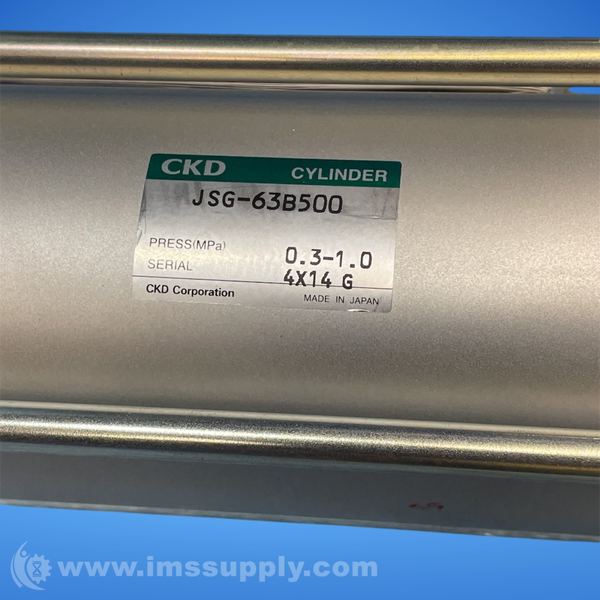 CKD CYLINDER
JSG-63B500
PRESS(MPa) 0.3-1.0
SERIAL 4X14 G
CKD Corporation MADE IN JAPAN
www.imssupply.com